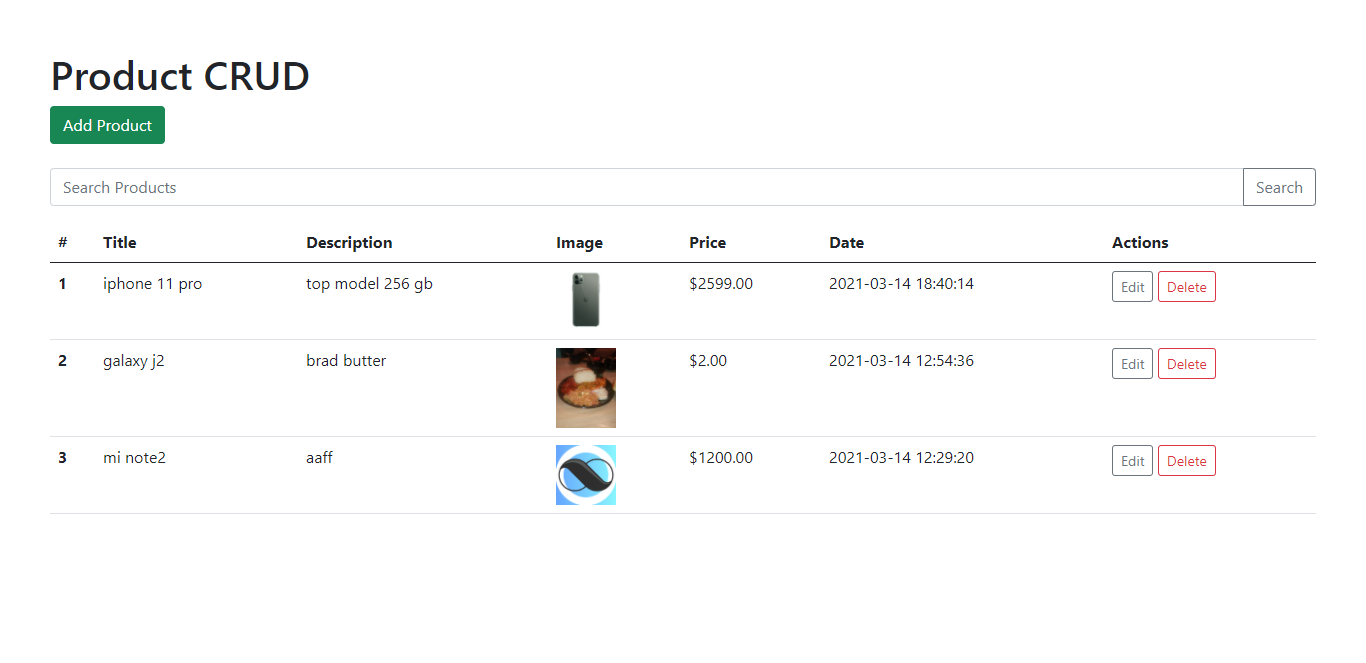 Product CRUD
Add Product
Search Products Search
# Title Description Image Price Date Actions
1 iphone 11 pro top model 256 gb $2599.00 2021-03-14 18:40:14 Edit Delete
2 galaxy j2 brad butter $2.00 2021-03-14 12:54:36 Edit Delete
3 mi note2 aaff $1200.00 2021-03-14 12:29:20 Edit Delete